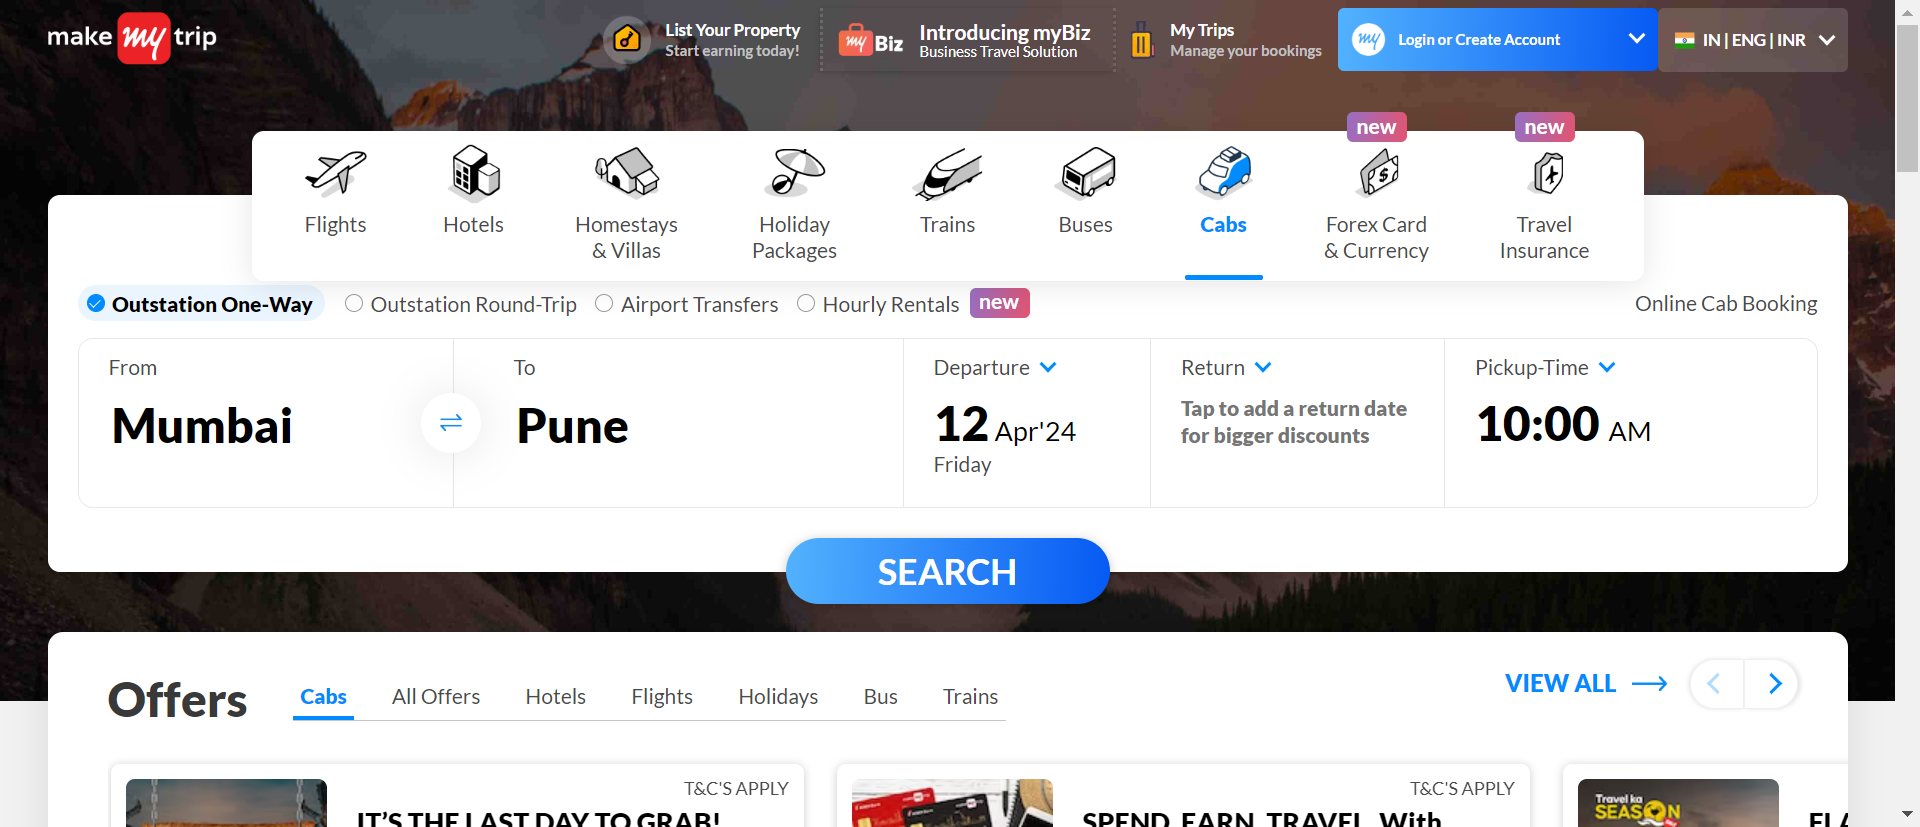 make my trip
List Your Property
Start earning today!
my Biz
Introducing myBiz
Business Travel Solution
My Trips
Manage your bookings
my
Login or Create Account
IN | ENG | INR
new
new
Flights
Hotels
Homestays
& Villas
Holiday
Packages
Trains
Buses
Cabs
Forex Card
& Currency
Travel
Insurance
Outstation One-Way
Outstation Round-Trip
Airport Transfers
Hourly Rentals
new
Online Cab Booking
From
Mumbai
To
Pune
Departure
12 Apr'24
Friday
Return
Tap to add a return date
for bigger discounts
Pickup-Time
10:00 AM
SEARCH
Offers
Cabs
All Offers
Hotels
Flights
Holidays
Bus
Trains
VIEW ALL
T&C'S APPLY
IT'S THE LAST DAY TO GRAB!
T&C'S APPLY
SPEND, EARN, TRAVEL. With
Travel ka
SEASON